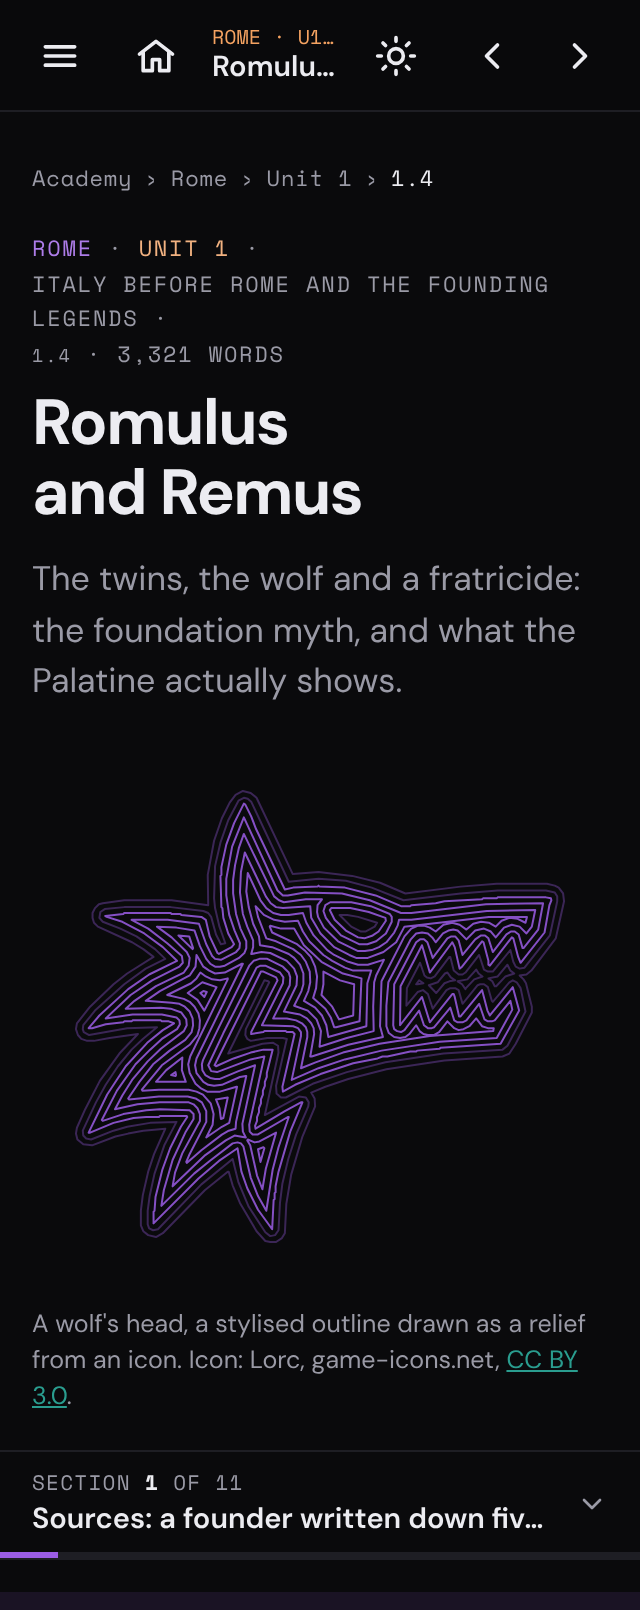 ROME · U1…
Romulu…
Academy › Rome › Unit 1 › 1.4
ROME · UNIT 1 ·
ITALY BEFORE ROME AND THE FOUNDING
LEGENDS ·
1.4 · 3,321 WORDS
Romulus
and Remus
The twins, the wolf and a fratricide:
the foundation myth, and what the
Palatine actually shows.
A wolf's head, a stylised outline drawn as a relief
from an icon. Icon: Lorc, game-icons.net, CC BY
3.0.
SECTION 1 OF 11
Sources: a founder written down fiv…